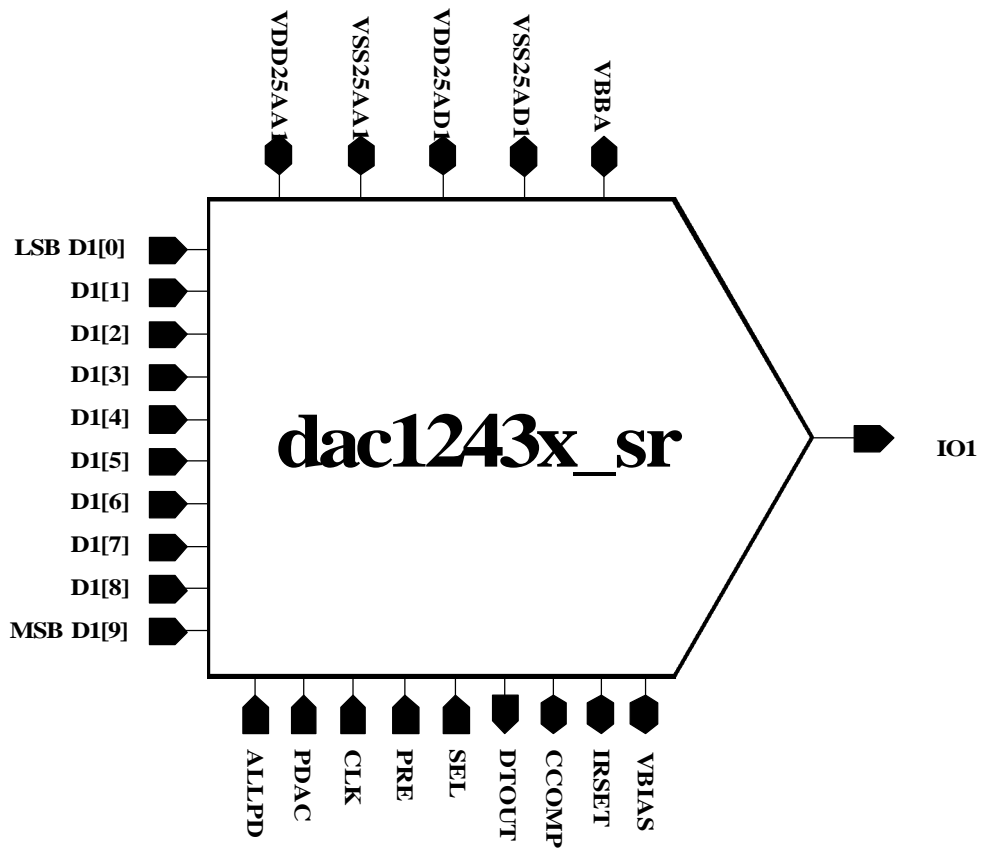 VDD25AA1
VSS25AA1
VDD25AD1
VSS25AD1
VBBA
LSB D1[0]
D1[1]
D1[2]
D1[3]
D1[4]
D1[5]
D1[6]
D1[7]
D1[8]
MSB D1[9]
dac1243x_sr
IO1
ALLPD
PDAC
CLK
PRE
SEL
DTOUT
CCOMP
IRSET
VBIAS